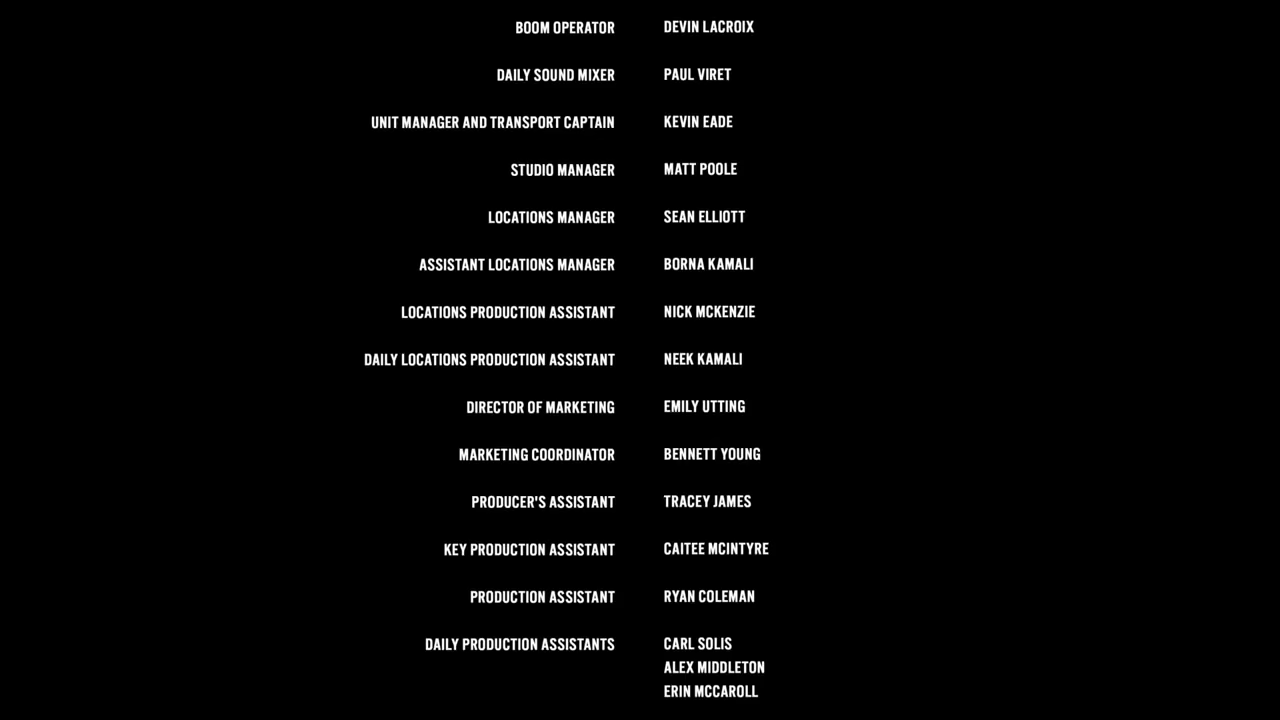 BOOM OPERATOR DEVIN LACROIX
DAILY SOUND MIXER PAUL VIRET
UNIT MANAGER AND TRANSPORT CAPTAIN KEVIN EADE
STUDIO MANAGER MATT POOLE
LOCATIONS MANAGER SEAN ELLIOTT
ASSISTANT LOCATIONS MANAGER BORNA KAMALI
LOCATIONS PRODUCTION ASSISTANT NICK MCKENZIE
DAILY LOCATIONS PRODUCTION ASSISTANT NEEK KAMALI
DIRECTOR OF MARKETING EMILY UTTING
MARKETING COORDINATOR BENNETT YOUNG
PRODUCER'S ASSISTANT TRACEY JAMES
KEY PRODUCTION ASSISTANT CAITEE MCINTYRE
PRODUCTION ASSISTANT RYAN COLEMAN
DAILY PRODUCTION ASSISTANTS CARL SOLIS
ALEX MIDDLETON
ERIN MCCAROLL